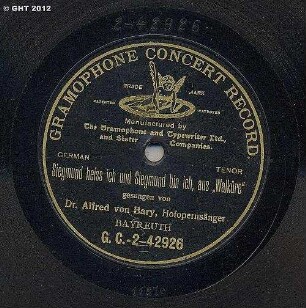 © GHT 2012
2-42926
GRAMOPHONE CONCERT RECORD.
TRADE MARK
Manufactured by
The Gramophone and Typewriter Ltd.,
and Sister Companies.
GERMAN
TENOR
Siegmund heiss ich und Siegmund bin ich, aus „Walküre"
gesungen von
Dr. Alfred von Bary, Hofopernsänger
BAYREUTH
G. C.-2-42926